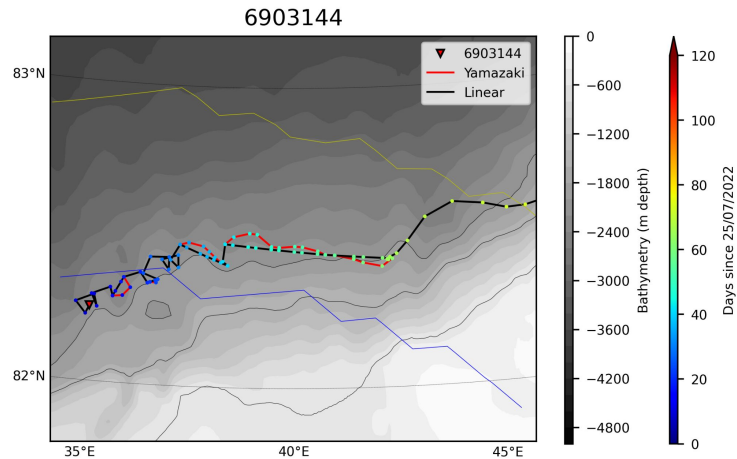 6903144
83°N
82°N
35°E
40°E
45°E
6903144
Yamazaki
Linear
0
−600
−1200
−1800
−2400
−3000
−3600
−4200
−4800
Bathymetry (m depth)
120
100
80
60
40
20
0
Days since 25/07/2022